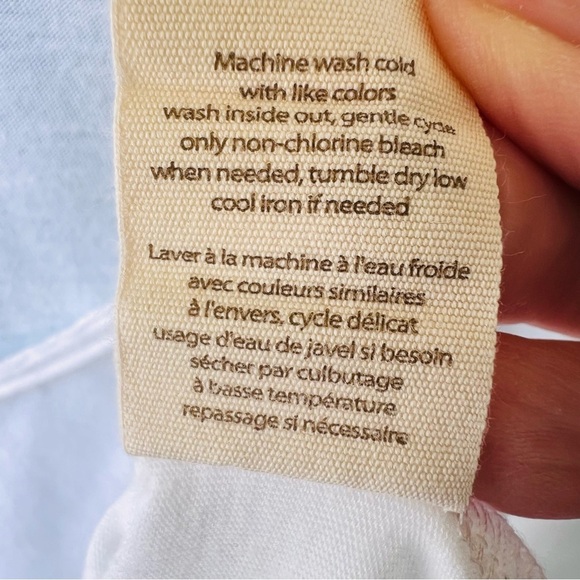 Machine wash cold
with like colors
wash inside out, gentle cycle
only non-chlorine bleach
when needed, tumble dry low
cool iron if needed
Laver à la machine à l'eau froide
avec couleurs similaires
à l'envers, cycle délicat
usage d'eau de javel si besoin
sécher par culbutage
à basse température
repassage si nécessaire